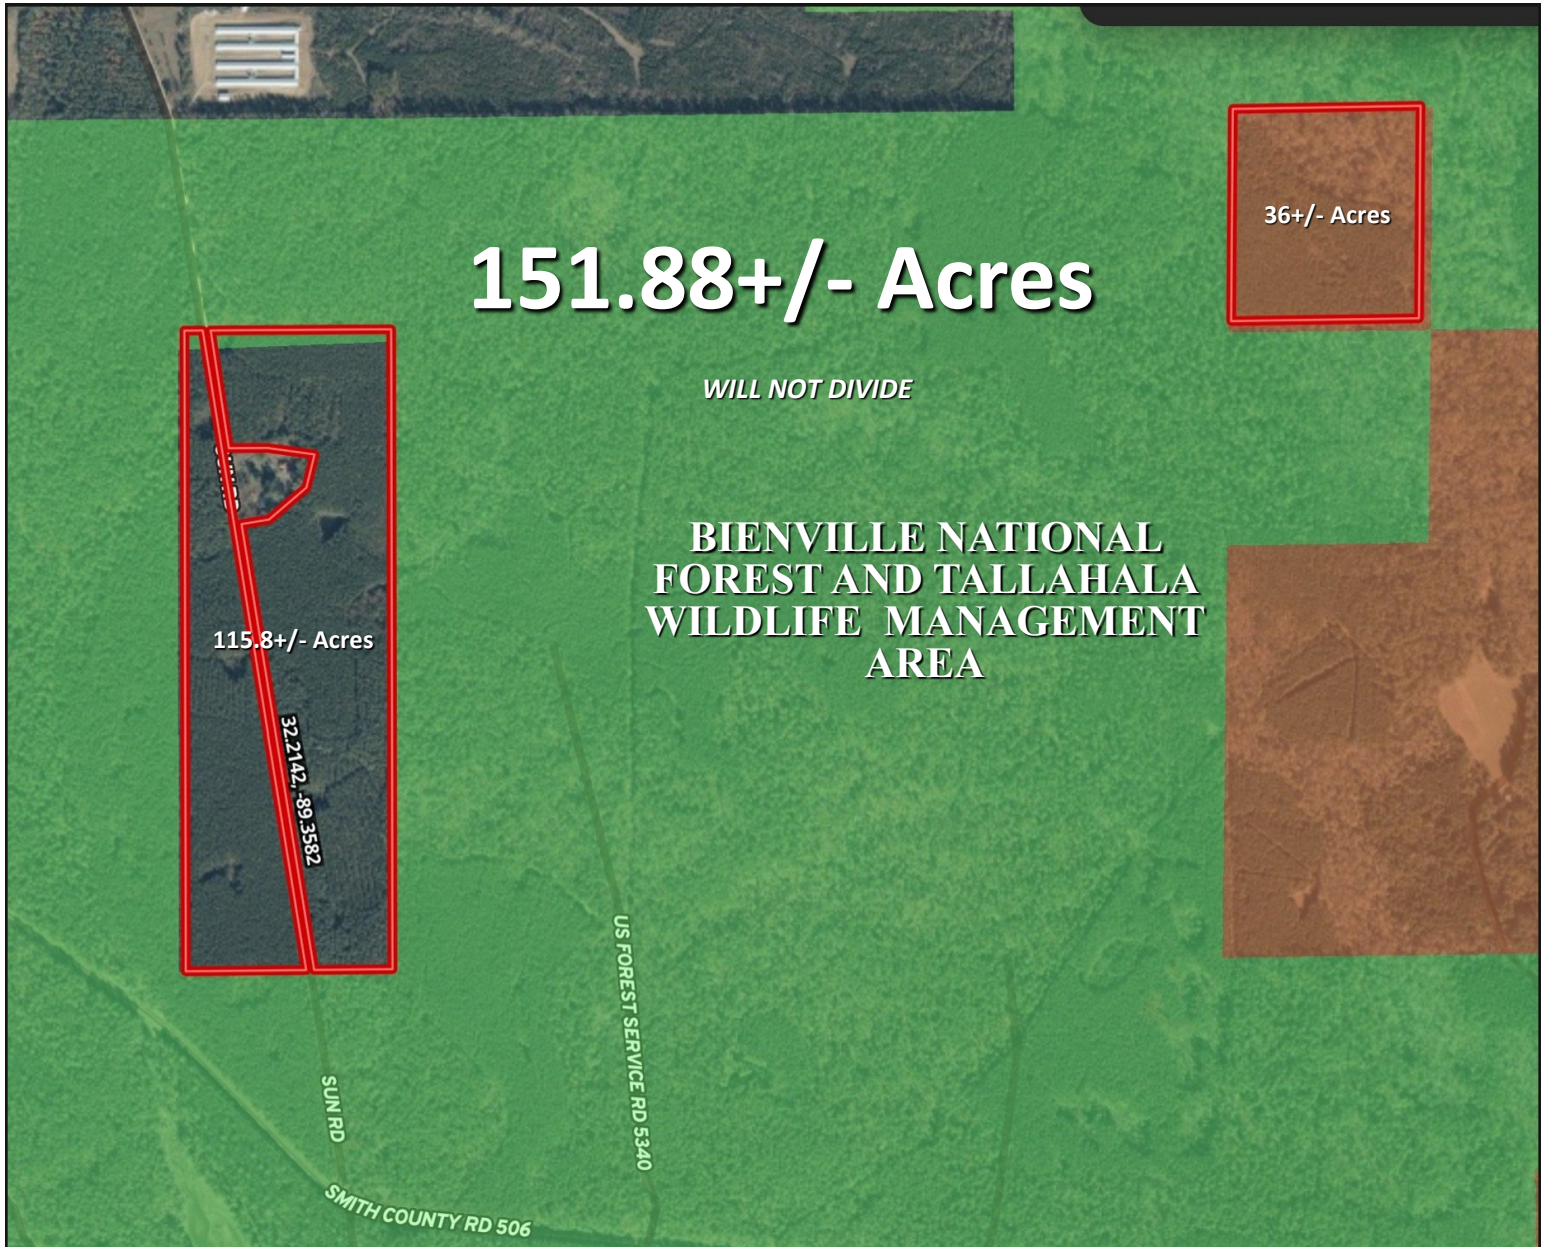 36+/- Acres
151.88+/- Acres
WILL NOT DIVIDE
BIENVILLE NATIONAL
FOREST AND TALLAHALA
WILDLIFE MANAGEMENT
AREA
115.8+/- Acres
32.2142, -89.3582
US FOREST SERVICE RD 5340
SUN RD
SMITH COUNTY RD 506